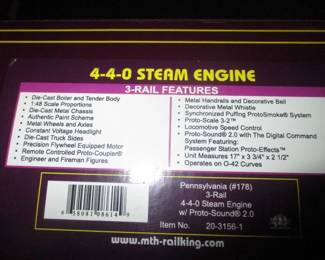 4-4-0 STEAM ENGINE
3-RAIL FEATURES
• Die-Cast Boiler and Tender Body
• 1:48 Scale Proportions
• Die-Cast Metal Chassis
• Authentic Paint Scheme
• Metal Wheels and Axles
• Constant Voltage Headlight
• Die-Cast Truck Sides
• Precision Flywheel Equipped Motor
• Remote Controlled Proto-Coupler®
• Engineer and Fireman Figures
• Metal Handrails and Decorative Bell
• Decorative Metal Whistle
• Synchronized Puffing ProtoSmoke® System
• Proto-Scale 3-2™
• Locomotive Speed Control
• Proto-Sound® 2.0 with The Digital Command
System Featuring:
Passenger Station Proto-Effects™
• Unit Measures 17" x 3 3/4" x 2 1/2"
• Operates on O-42 Curves
6 58081 08614 9
Pennsylvania (#178)
3-Rail
4-4-0 Steam Engine
w/ Proto-Sound® 2.0
Item No. 20-3156-1
www.mth-railking.com